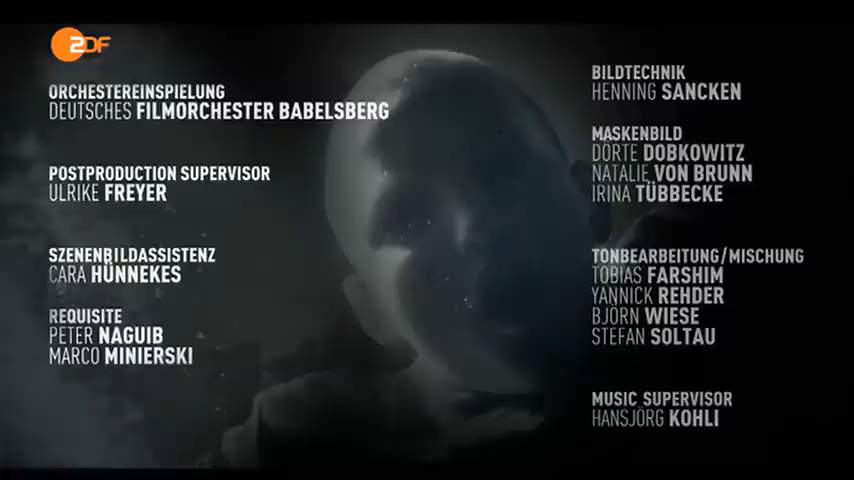 ZDF
ORCHESTEREINSPIELUNG
DEUTSCHES FILMORCHESTER BABELSBERG
POSTPRODUCTION SUPERVISOR
ULRIKE FREYER
SZENENBILDASSISTENZ
CARA HÜNNEKES
REQUISITE
PETER NAGUIB
MARCO MINIERSKI
BILDTECHNIK
HENNING SANCKEN
MASKENBILD
DÖRTE DOBKOWITZ
NATALIE VON BRUNN
IRINA TÜBBECKE
TONBEARBEITUNG/MISCHUNG
TOBIAS FARSHIM
YANNICK REHDER
BJÖRN WIESE
STEFAN SOLTAU
MUSIC SUPERVISOR
HANSJÖRG KOHLI